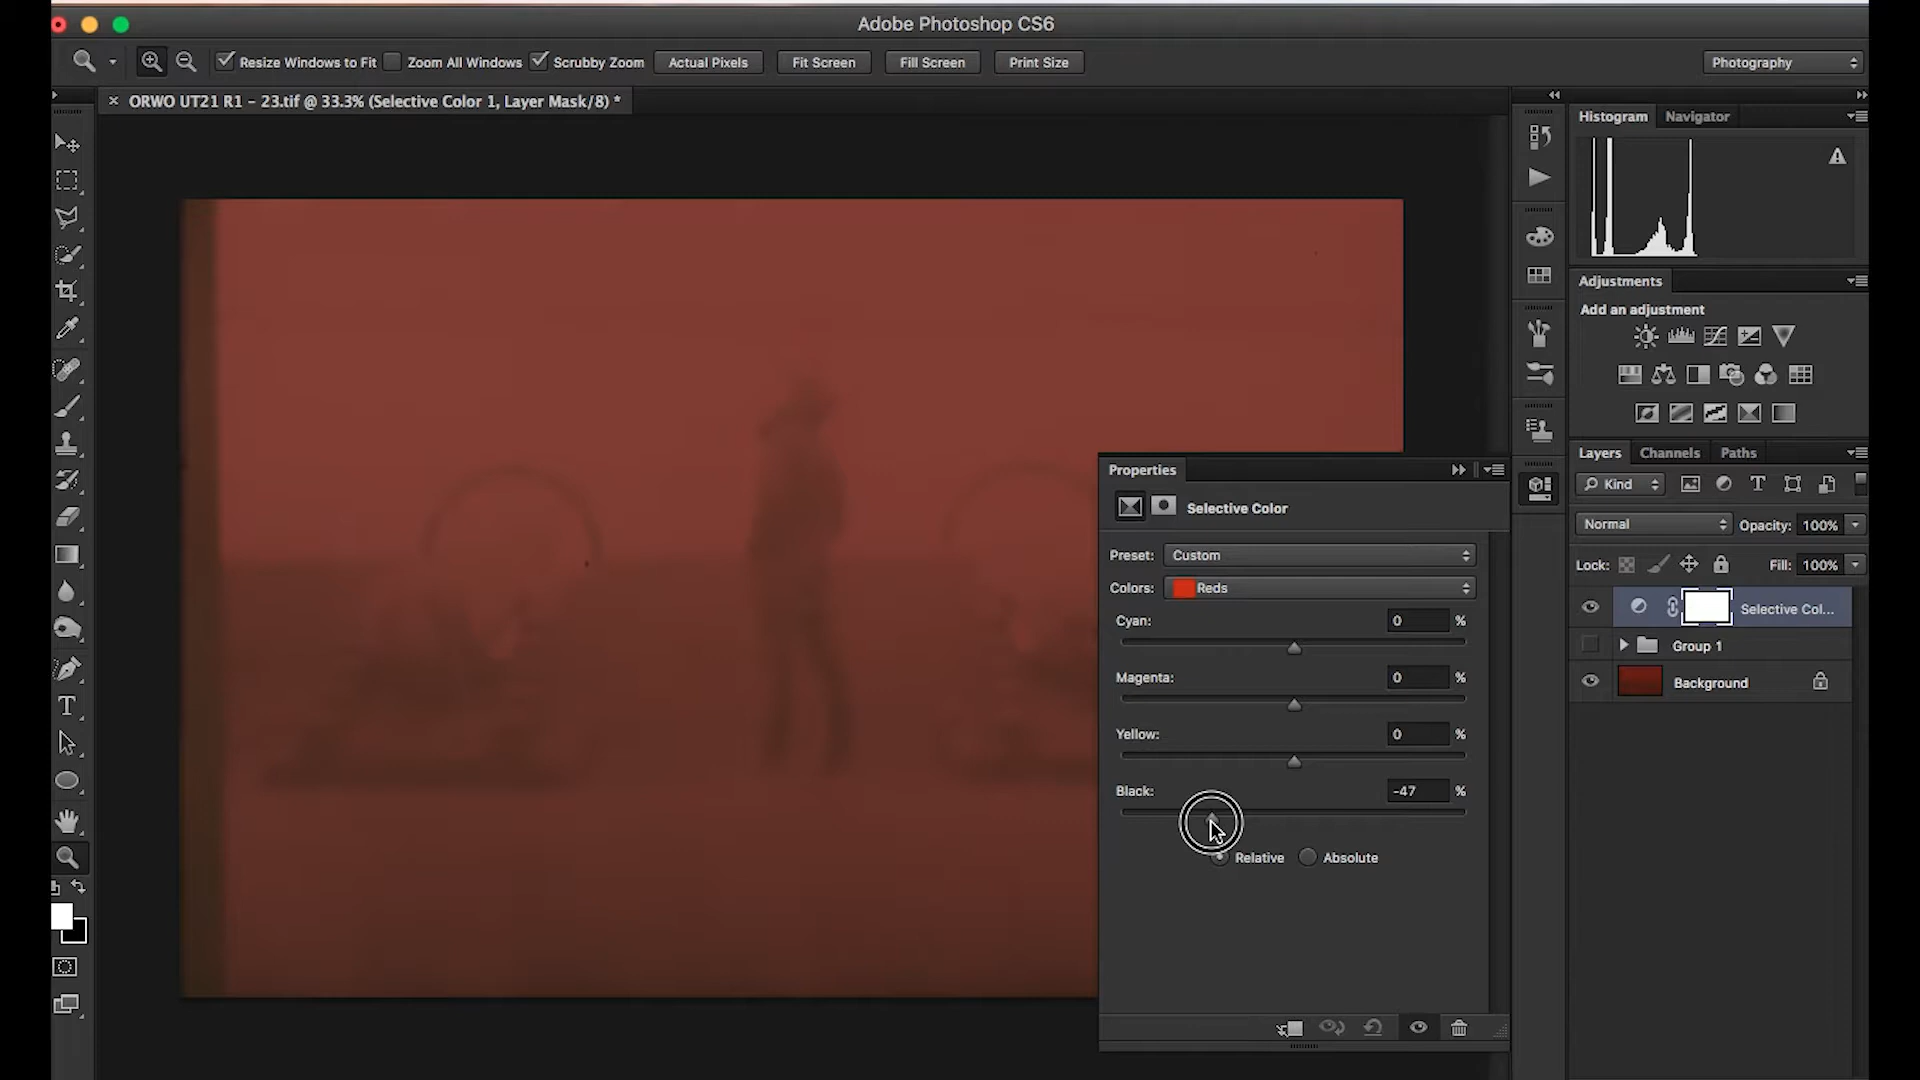 Adobe Photoshop CS6
Resize Windows to Fit Zoom All Windows Scrubby Zoom Actual Pixels Fit Screen Fill Screen Print Size Photography
ORWO UT21 R1 - 23.tif @ 33.3% (Selective Color 1, Layer Mask/8) *
Histogram Navigator
Adjustments
Add an adjustment
Layers Channels Paths
Kind
Normal Opacity: 100%
Lock: Fill: 100%
Selective Col...
Group 1
Background
Properties
Selective Color
Preset: Custom
Colors: Reds
Cyan: 0 %
Magenta: 0 %
Yellow: 0 %
Black: -47 %
Relative Absolute